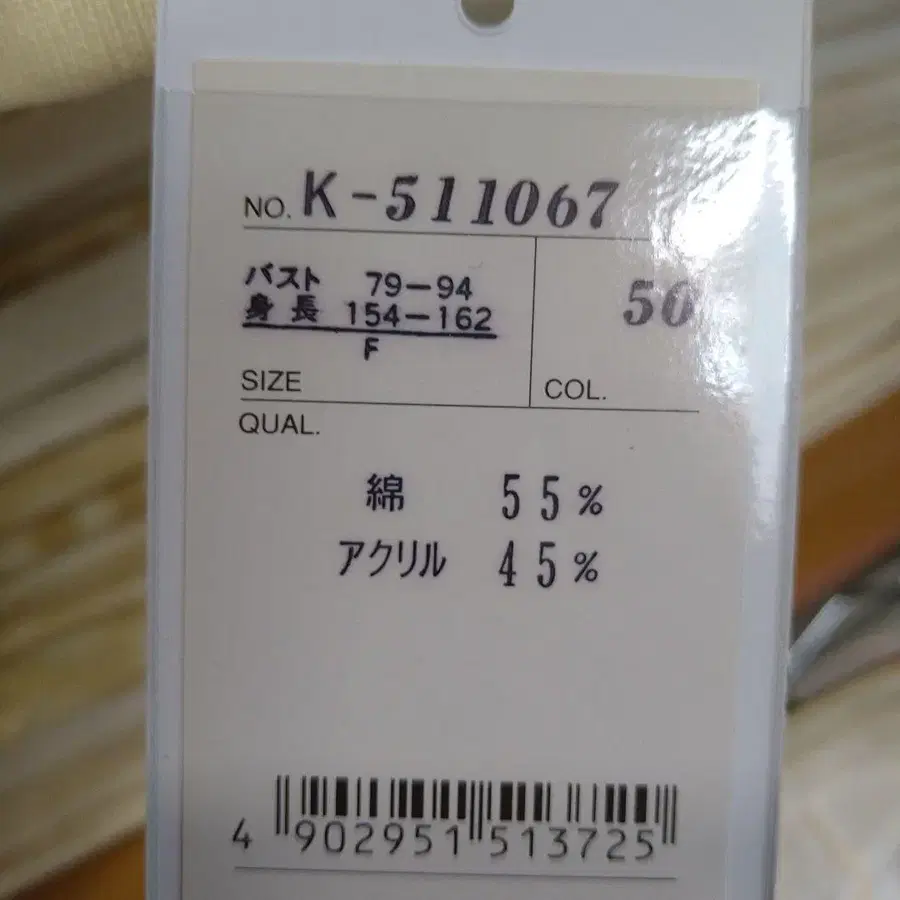 NO. K-511067
バスト 79-94
身長 154-162
F
50
SIZE
COL.
QUAL.
綿 55%
アクリル 45%
4 902951 513725